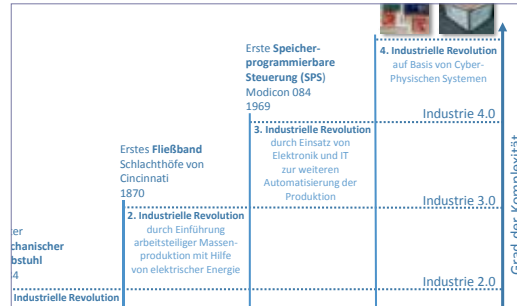 Erste Speicher-
programmierbare
Steuerung (SPS)
Modicon 084
1969
4. Industrielle Revolution
auf Basis von Cyber-
Physischen Systemen
Industrie 4.0
Erstes Fließband
Schlachthöfe von
Cincinnati
1870
3. Industrielle Revolution
durch Einsatz von
Elektronik und IT
zur weiteren
Automatisierung der
Produktion
Industrie 3.0
2. Industrielle Revolution
durch Einführung
arbeitsteiliger Massen-
produktion mit Hilfe
von elektrischer Energie
Industrie 2.0
Industrielle Revolution
Grad der Komplexität